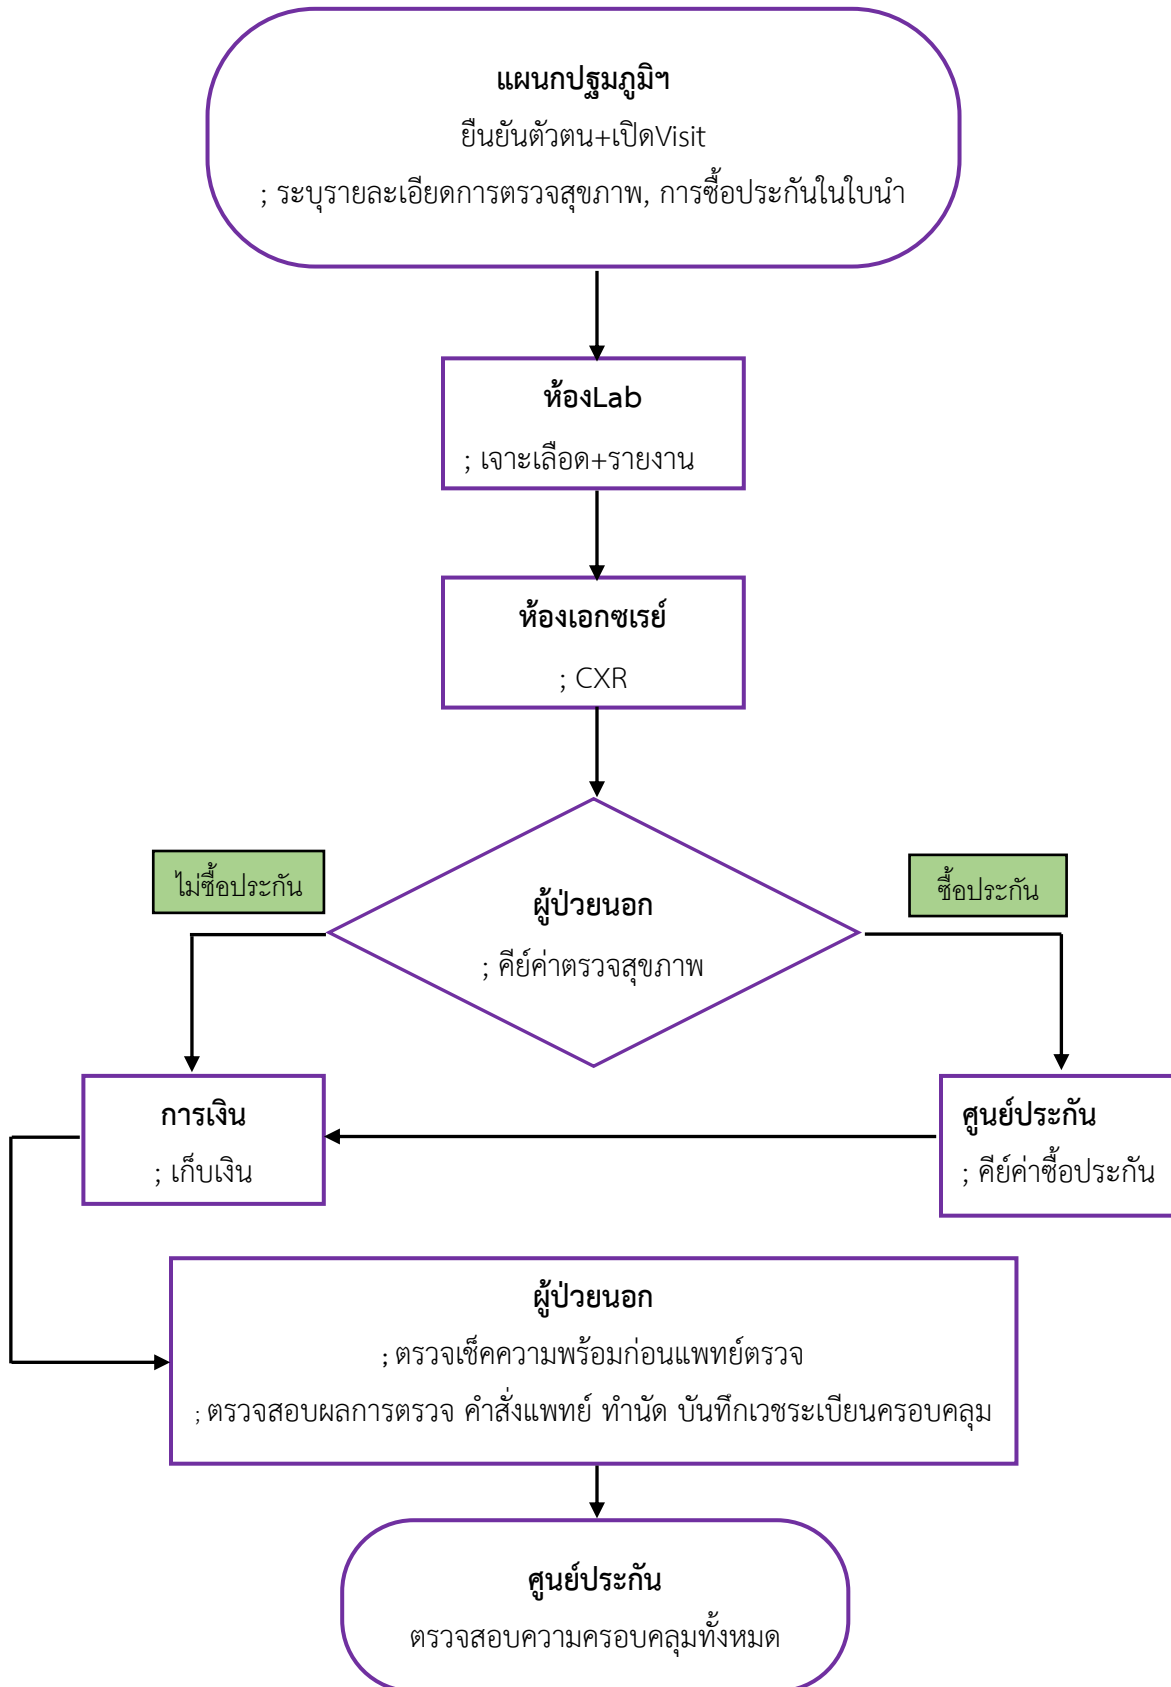 แผนกปฐมภูมิฯ
ยืนยันตัวตน+เปิดVisit
; ระบุรายละเอียดการตรวจสุขภาพ, การซื้อประกันในใบนำ
ห้องLab
; เจาะเลือด+รายงาน
ห้องเอกซเรย์
; CXR
ไม่ซื้อประกัน
ซื้อประกัน
ผู้ป่วยนอก
; คีย์ค่าตรวจสุขภาพ
การเงิน
; เก็บเงิน
ศูนย์ประกัน
; คีย์ค่าซื้อประกัน
ผู้ป่วยนอก
; ตรวจเช็คความพร้อมก่อนแพทย์ตรวจ
; ตรวจสอบผลการตรวจ คำสั่งแพทย์ ทำนัด บันทึกเวชระเบียนครอบคลุม
ศูนย์ประกัน
ตรวจสอบความครอบคลุมทั้งหมด